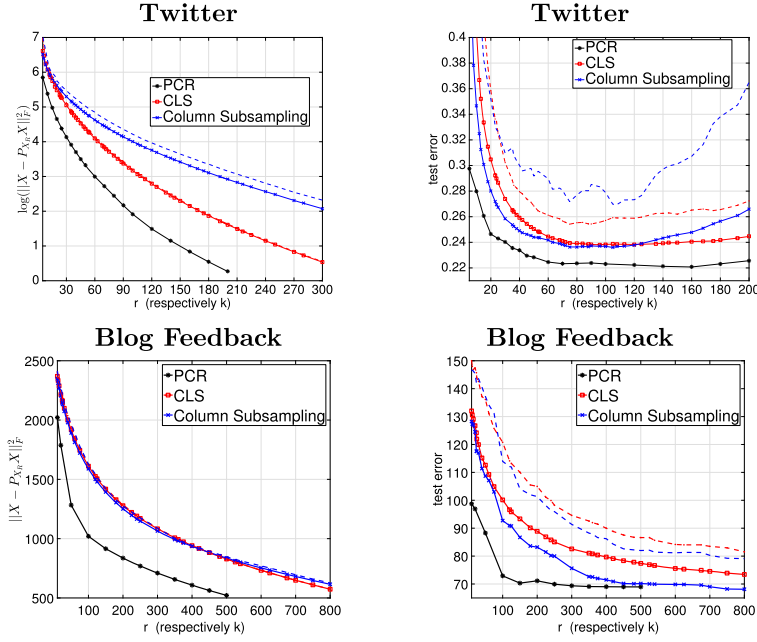 Twitter
log(||X − P_{X_R}X||²_F)
7
6
5
4
3
2
1
0
PCR
CLS
Column Subsampling
30 60 90 120 150 180 210 240 270 300
r (respectively k)
Twitter
test error
0.4
0.38
0.36
0.34
0.32
0.3
0.28
0.26
0.24
0.22
PCR
CLS
Column Subsampling
20 40 60 80 100 120 140 160 180 200
r (respectively k)
Blog Feedback
||X − P_{X_R}X||²_F
2500
2000
1500
1000
500
PCR
CLS
Column Subsampling
100 200 300 400 500 600 700 800
r (respectively k)
Blog Feedback
test error
150
140
130
120
110
100
90
80
70
PCR
CLS
Column Subsampling
100 200 300 400 500 600 700 800
r (respectively k)